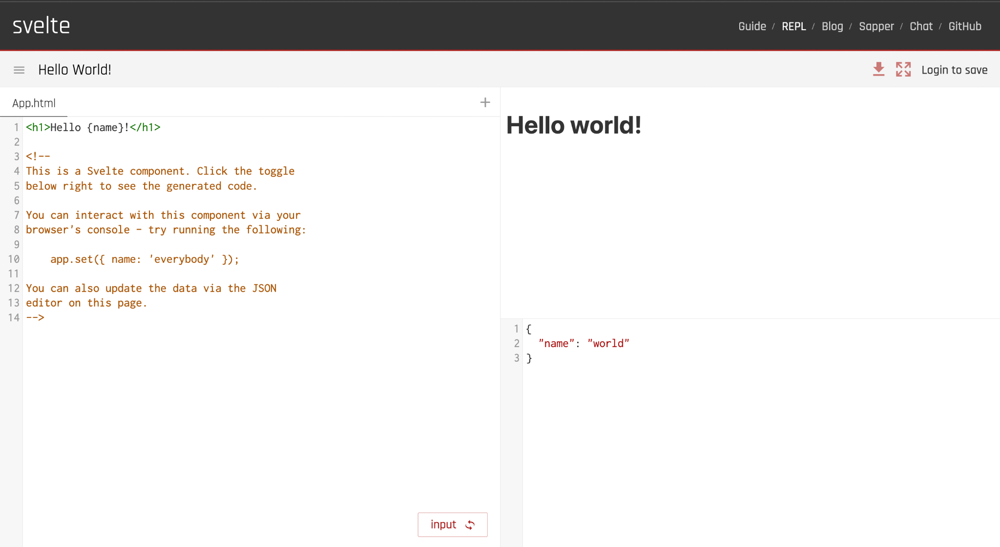 svelte
Guide / REPL / Blog / Sapper / Chat / GitHub
Hello World!
Login to save
App.html
+
1 <h1>Hello {name}!</h1>
2
3 <!--
4 This is a Svelte component. Click the toggle
5 below right to see the generated code.
6
7 You can interact with this component via your
8 browser's console - try running the following:
9
10     app.set({ name: 'everybody' });
11
12 You can also update the data via the JSON
13 editor on this page.
14 -->
input
Hello world!
1 {
2   "name": "world"
3 }